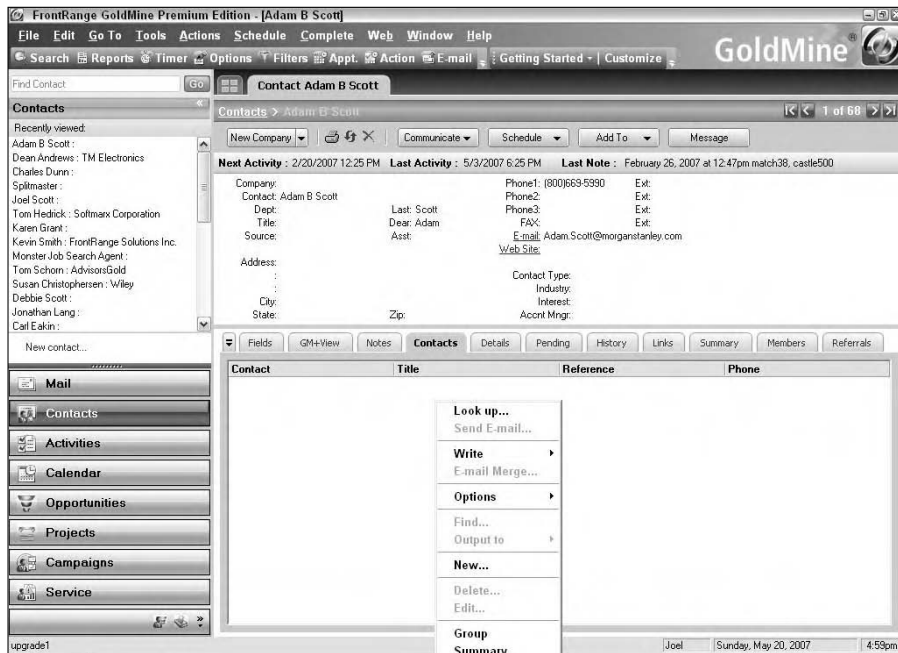 FrontRange GoldMine Premium Edition - [Adam B Scott]
File Edit Go To Tools Actions Schedule Complete Web Window Help
Search Reports Timer Options Filters Appt. Action E-mail Getting Started Customize
GoldMine®
Find Contact Go
Contact Adam B Scott
Contacts
Contacts > Adam B Scott 1 of 68
Recently viewed:
Adam B Scott :
Dean Andrews : TM Electronics
Charles Dunn :
Splitmaster :
Joel Scott :
Tom Hedrick : Softmarx Corporation
Karen Grant :
Kevin Smith : FrontRange Solutions Inc.
Monster Job Search Agent :
Tom Schorn : AdvisorsGold
Susan Christophersen : Wiley
Debbie Scott :
Jonathan Lang :
Carl Eakin :
New contact...
New Company Communicate Schedule Add To Message
Next Activity : 2/20/2007 12:25 PM Last Activity : 5/3/2007 6:25 PM Last Note : February 26, 2007 at 12:47pm match38, castle500
Company: Phone1: (800)669-5990 Ext:
Contact: Adam B Scott Phone2: Ext:
Dept: Last: Scott Phone3: Ext:
Title: Dear: Adam FAX: Ext:
Source: Asst: E-mail: Adam.Scott@morganstanley.com
Web Site:
Address:
: Contact Type:
: Industry:
City: Interest:
State: Zip: Accnt Mngr:
Fields GM+View Notes Contacts Details Pending History Links Summary Members Referrals
Contact Title Reference Phone
Mail
Contacts
Activities
Calendar
Opportunities
Projects
Campaigns
Service
Look up...
Send E-mail...
Write
E-mail Merge...
Options
Find...
Output to
New...
Delete...
Edit...
Group
Summary
upgrade1 Joel Sunday, May 20, 2007 4:59pm